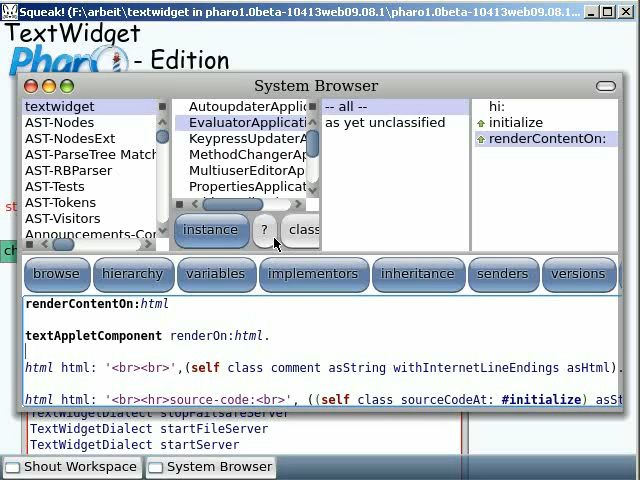 Squeak! (F:\arbeit\textwidget in pharo1.0beta-10413web09.08.1\pharo1.0beta-10413web09.08.1...
TextWidget
Pharo - Edition
System Browser
textwidget
AST-Nodes
AST-NodesExt
AST-ParseTree Match
AST-RBParser
AST-Tests
AST-Tokens
AST-Visitors
Announcements-Co
AutoupdaterApplic
EvaluatorApplicati
KeypressUpdaterA
MethodChangerAp
MultiuserEditorAp
PropertiesApplicat
instance ? class
-- all --
as yet unclassified
hi:
initialize
renderContentOn:
browse hierarchy variables implementors inheritance senders versions
renderContentOn:html
textAppletComponent renderOn:html.
html html: '<br><br>',(self class comment asString withInternetLineEndings asHtml).
html html: '<br><hr>source-code:<br>', ((self class sourceCodeAt: #initialize) asSt
TextWidgetDialect stopFailsafeServer
TextWidgetDialect startFileServer
TextWidgetDialect startServer
Shout Workspace System Browser